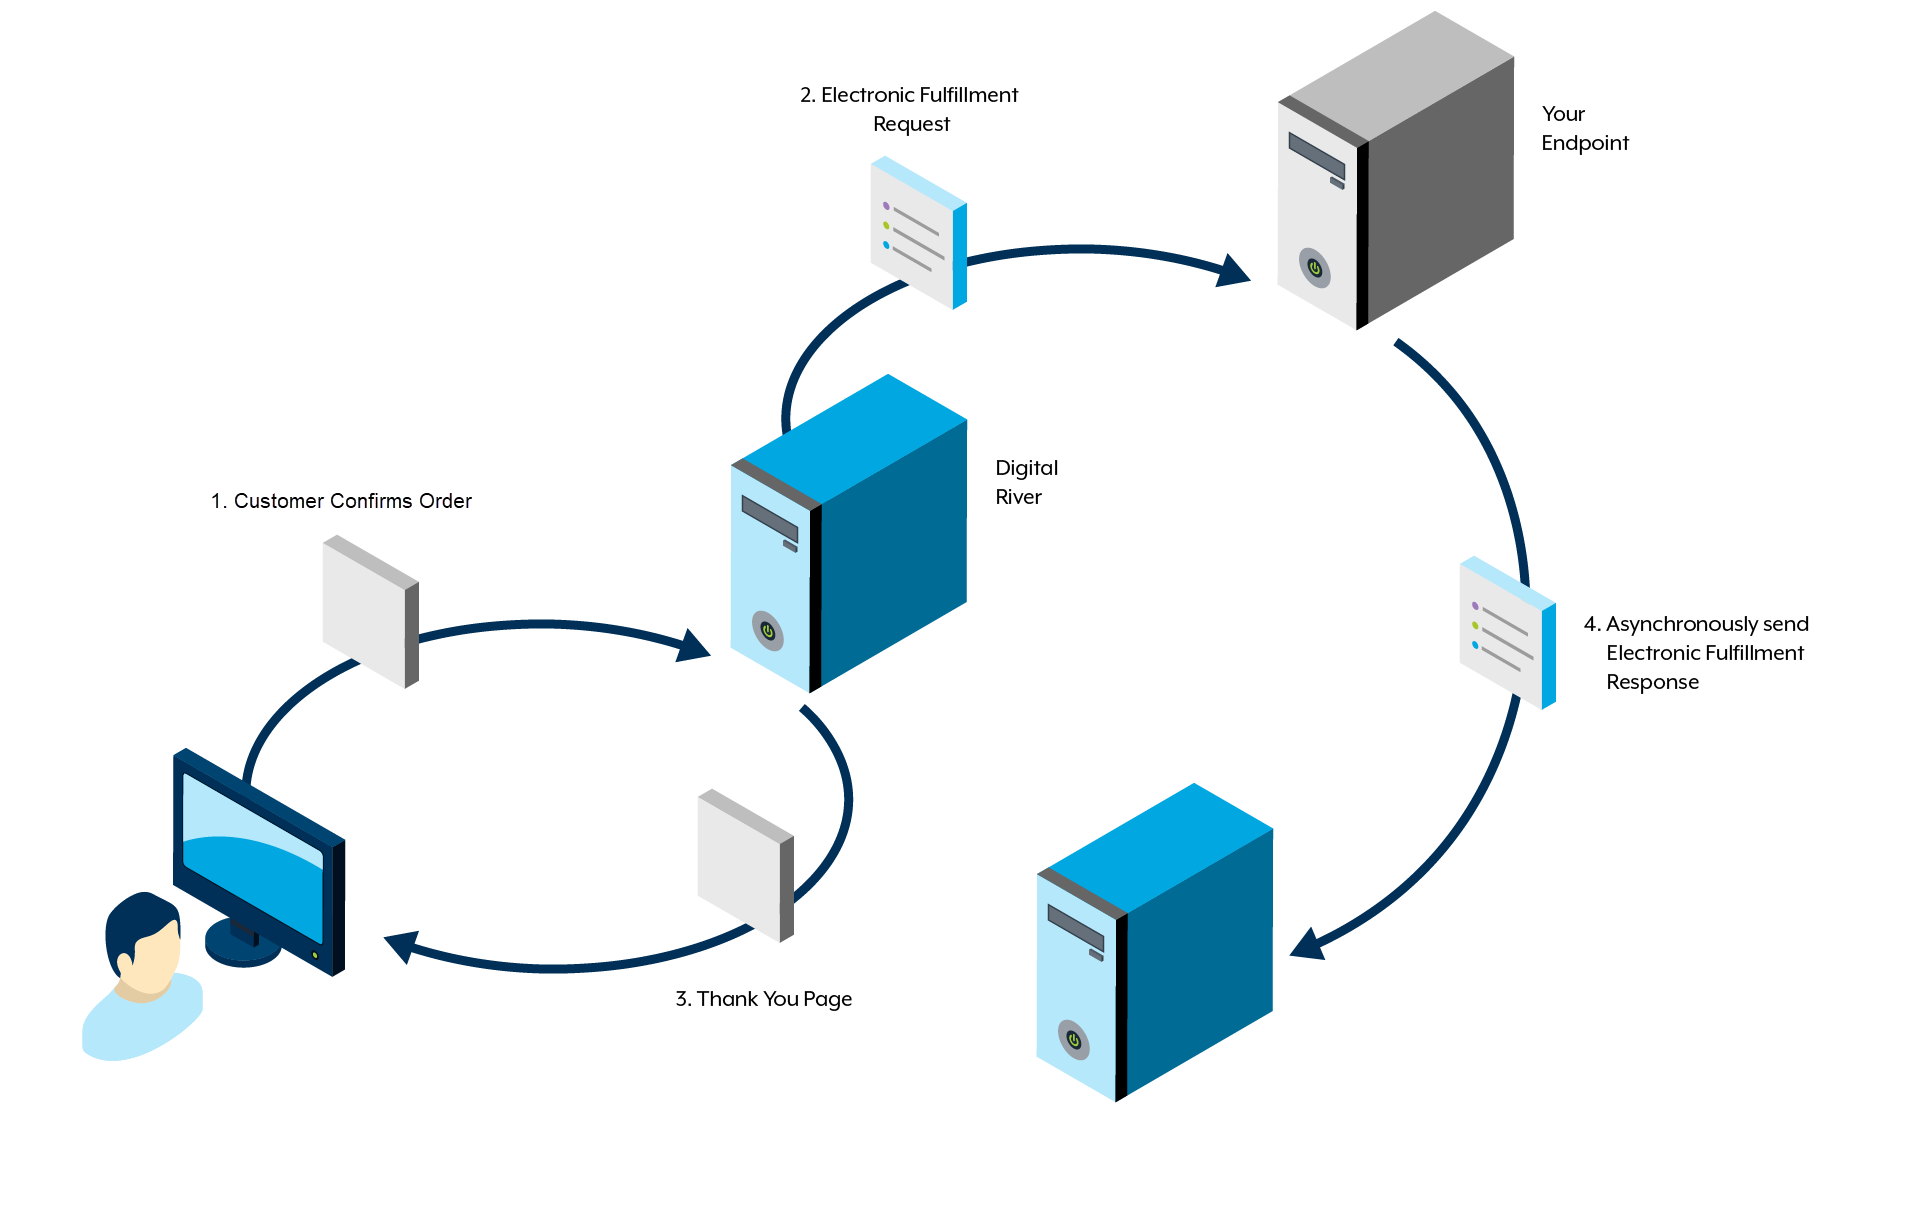 2. Electronic Fulfillment
Request
Your
Endpoint
Digital
River
1. Customer Confirms Order
4. Asynchronously send
Electronic Fulfillment
Response
3. Thank You Page